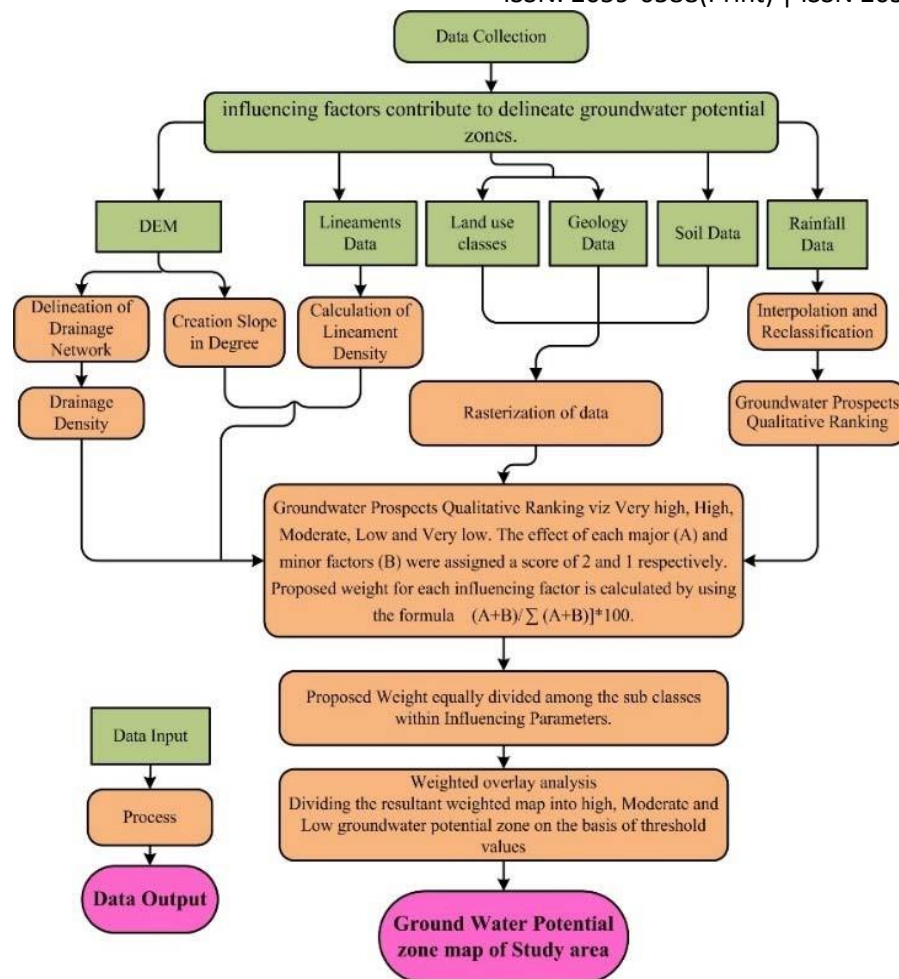 Data Collection
influencing factors contribute to delineate groundwater potential
zones.
DEM
Lineaments
Data
Land use
classes
Geology
Data
Soil Data
Rainfall
Data
Delineation of
Drainage
Network
Creation Slope
in Degree
Calculation of
Lineament
Density
Interpolation and
Reclassification
Drainage
Density
Rasterization of data
Groundwater Prospects
Qualitative Ranking
Groundwater Prospects Qualitative Ranking viz Very high, High,
Moderate, Low and Very low. The effect of each major (A) and
minor factors (B) were assigned a score of 2 and 1 respectively.
Proposed weight for each influencing factor is calculated by using
the formula (A+B)/∑ (A+B)]*100.
Proposed Weight equally divided among the sub classes
within Influencing Parameters.
Weighted overlay analysis
Dividing the resultant weighted map into high, Moderate and
Low groundwater potential zone on the basis of threshold
values
Ground Water Potential
zone map of Study area
Data Input
Process
Data Output